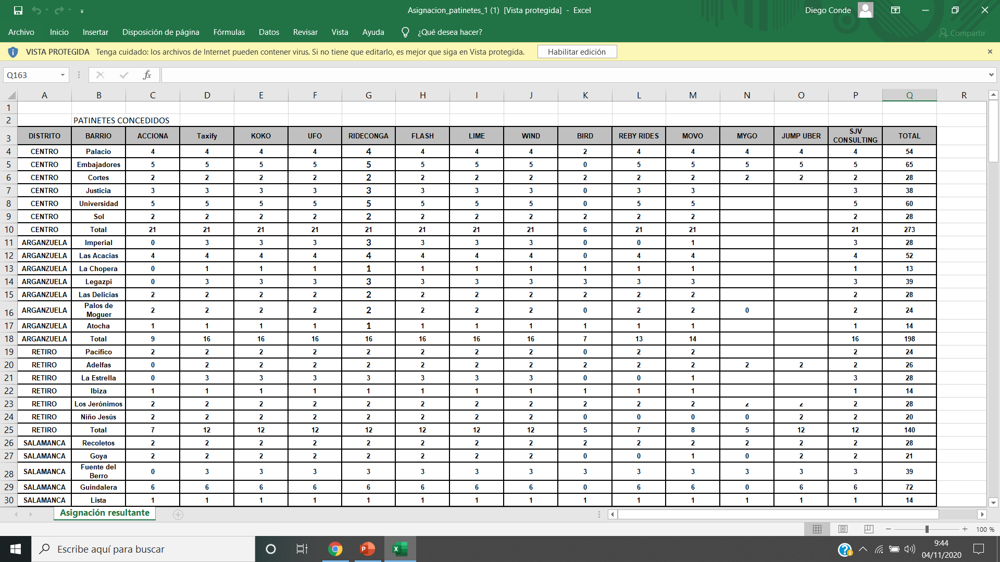 Asignacion_patinetes_1 (1)  [Vista protegida]  -  Excel
Diego Conde
Archivo Inicio Insertar Disposición de página Fórmulas Datos Revisar Vista Ayuda ¿Qué desea hacer? Compartir
VISTA PROTEGIDA Tenga cuidado: los archivos de Internet pueden contener virus. Si no tiene que editarlo, es mejor que siga en Vista protegida. Habilitar edición
Q163 fx
A B C D E F G H I J K L M N O P Q R
1
2 PATINETES CONCEDIDOS
3 DISTRITO BARRIO ACCIONA Taxify KOKO UFO RIDECONGA FLASH LIME WIND BIRD REBY RIDES MOVO MYGO JUMP UBER SJV CONSULTING TOTAL
4 CENTRO Palacio 4 4 4 4 4 4 4 4 2 4 4 4 4 4 54
5 CENTRO Embajadores 5 5 5 5 5 5 5 5 0 5 5 5 5 5 65
6 CENTRO Cortes 2 2 2 2 2 2 2 2 2 2 2 2 2 2 28
7 CENTRO Justicia 3 3 3 3 3 3 3 3 0 3 3 3 38
8 CENTRO Universidad 5 5 5 5 5 5 5 5 0 5 5 5 60
9 CENTRO Sol 2 2 2 2 2 2 2 2 2 2 2 2 28
10 CENTRO Total 21 21 21 21 21 21 21 21 6 21 21 21 273
11 ARGANZUELA Imperial 0 3 3 3 3 3 3 3 0 0 1 3 28
12 ARGANZUELA Las Acacias 4 4 4 4 4 4 4 4 0 4 4 4 52
13 ARGANZUELA La Chopera 0 1 1 1 1 1 1 1 1 1 1 1 13
14 ARGANZUELA Legazpi 0 3 3 3 3 3 3 3 3 3 3 3 39
15 ARGANZUELA Las Delicias 2 2 2 2 2 2 2 2 2 2 2 2 28
16 ARGANZUELA Palos de Moguer 2 2 2 2 2 2 2 2 0 2 2 0 2 24
17 ARGANZUELA Atocha 1 1 1 1 1 1 1 1 1 1 1 1 14
18 ARGANZUELA Total 9 16 16 16 16 16 16 16 7 13 14 16 198
19 RETIRO Pacífico 2 2 2 2 2 2 2 2 0 2 2 2 24
20 RETIRO Adelfas 0 2 2 2 2 2 2 2 2 2 2 2 2 2 26
21 RETIRO La Estrella 0 3 3 3 3 3 3 3 0 0 1 3 28
22 RETIRO Ibiza 1 1 1 1 1 1 1 1 1 1 1 1 14
23 RETIRO Los Jerónimos 2 2 2 2 2 2 2 2 2 2 2 2 2 2 28
24 RETIRO Niño Jesús 2 2 2 2 2 2 2 2 0 0 0 0 2 2 20
25 RETIRO Total 7 12 12 12 12 12 12 12 5 7 8 5 12 12 140
26 SALAMANCA Recoletos 2 2 2 2 2 2 2 2 2 2 2 2 2 2 28
27 SALAMANCA Goya 2 2 2 2 2 2 2 2 0 0 1 0 2 2 21
28 SALAMANCA Fuente del Berro 0 3 3 3 3 3 3 3 3 3 3 3 3 3 39
29 SALAMANCA Guindalera 6 6 6 6 6 6 6 6 0 6 6 0 6 6 72
30 SALAMANCA Lista 1 1 1 1 1 1 1 1 1 1 1 1 1 1 14
Asignación resultante
100 %
Escribe aquí para buscar
9:44
04/11/2020